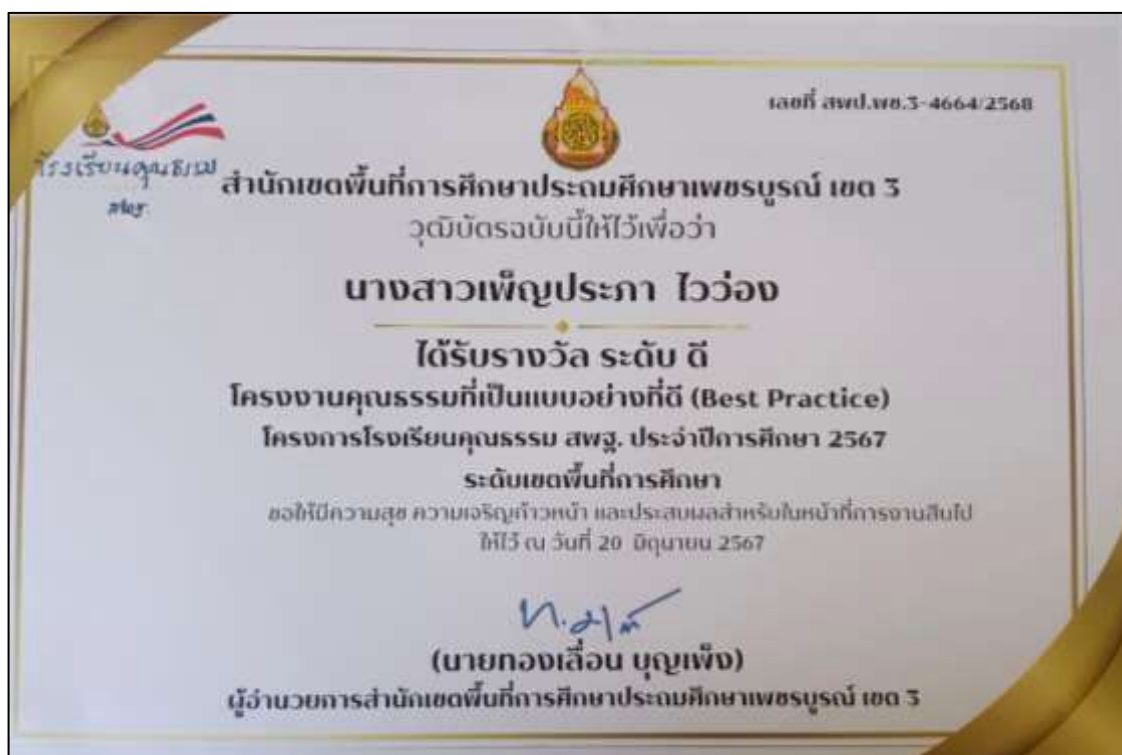 เลขที่ สพป.พช.3-4664/2568
โรงเรียนคุณธรรม
สพฐ.
สำนักเขตพื้นที่การศึกษาประถมศึกษาเพชรบูรณ์ เขต 3
วุฒิบัตรฉบับนี้ให้ไว้เพื่อว่า
นางสาวเพ็ญประภา ไวว่อง
ได้รับรางวัล ระดับ ดี
โครงงานคุณธรรมที่เป็นแบบอย่างที่ดี (Best Practice)
โครงการโรงเรียนคุณธรรม สพฐ. ประจำปีการศึกษา 2567
ระดับเขตพื้นที่การศึกษา
ขอให้มีความสุข ความเจริญก้าวหน้า และประสบผลสำหรับในหน้าที่การงานสืบไป
ให้ไว้ ณ วันที่ 20 มิถุนายน 2567
(นายทองเลื่อน บุญเพ็ง)
ผู้อำนวยการสำนักเขตพื้นที่การศึกษาประถมศึกษาเพชรบูรณ์ เขต 3